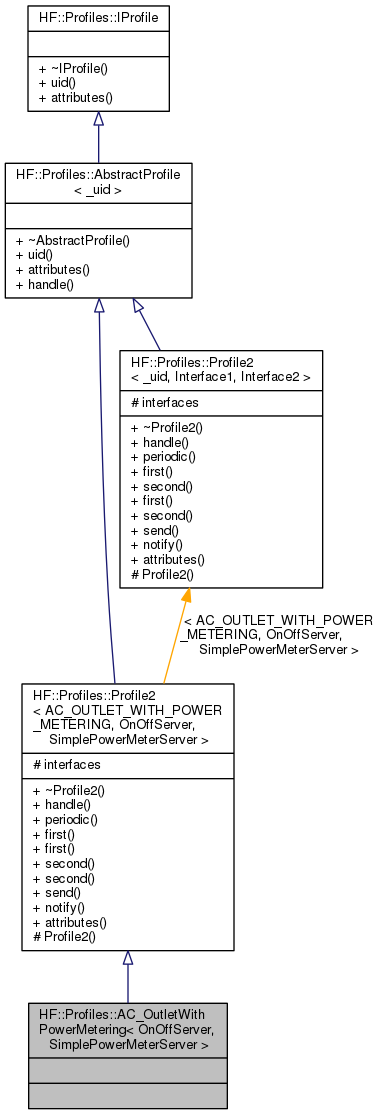 HF::Profiles::IProfile
+ ~IProfile()
+ uid()
+ attributes()
HF::Profiles::AbstractProfile
< _uid >
+ ~AbstractProfile()
+ uid()
+ attributes()
+ handle()
HF::Profiles::Profile2
< _uid, Interface1, Interface2 >
# interfaces
+ ~Profile2()
+ handle()
+ periodic()
+ first()
+ second()
+ first()
+ second()
+ send()
+ notify()
+ attributes()
# Profile2()
< AC_OUTLET_WITH_POWER
_METERING, OnOffServer,
SimplePowerMeterServer >
HF::Profiles::Profile2
< AC_OUTLET_WITH_POWER
_METERING, OnOffServer,
SimplePowerMeterServer >
# interfaces
+ ~Profile2()
+ handle()
+ periodic()
+ first()
+ first()
+ second()
+ second()
+ send()
+ notify()
+ attributes()
# Profile2()
HF::Profiles::AC_OutletWith
PowerMetering< OnOffServer,
SimplePowerMeterServer >